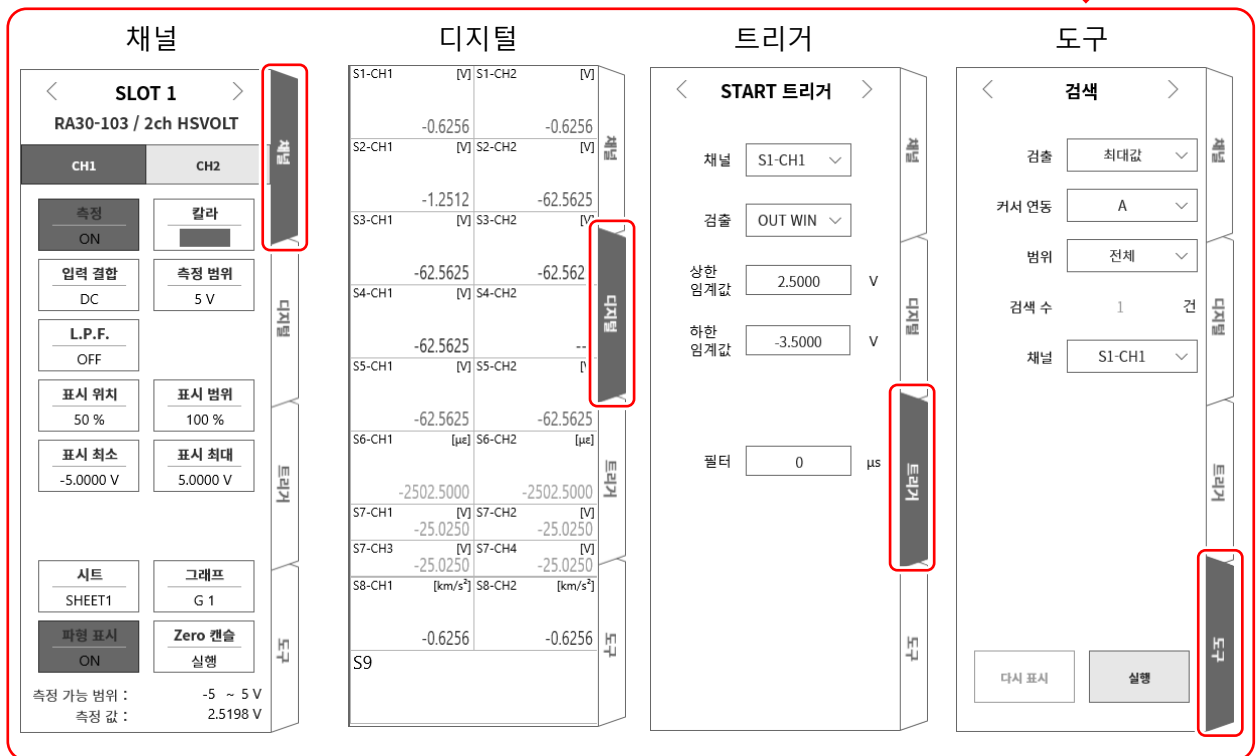 채널
SLOT 1
RA30-103 / 2ch HSVOLT
CH1 CH2
측정 칼라
ON
입력 결합 측정 범위
DC 5 V
L.P.F.
OFF
표시 위치 표시 범위
50 % 100 %
표시 최소 표시 최대
-5.0000 V 5.0000 V
시트 그래프
SHEET1 G 1
파형 표시 Zero 캔슬
ON 실행
측정 가능 범위 : -5 ~ 5 V
측정 값 : 2.5198 V
채널
디지털
트리거
도구
디지털
S1-CH1 [V] S1-CH2 [V]
-0.6256 -0.6256
S2-CH1 [V] S2-CH2 [V]
-1.2512 -62.5625
S3-CH1 [V] S3-CH2 [V]
-62.5625 -62.562
S4-CH1 [V] S4-CH2
-62.5625 --
S5-CH1 [V] S5-CH2 [V
-62.5625 -62.5625
S6-CH1 [με] S6-CH2 [με]
-2502.5000 -2502.5000
S7-CH1 [V] S7-CH2 [V]
-25.0250 -25.0250
S7-CH3 [V] S7-CH4 [V]
-25.0250 -25.0250
S8-CH1 [km/s²] S8-CH2 [km/s²]
-0.6256 -0.6256
S9
채널
디지털
트리거
도구
트리거
START 트리거
채널 S1-CH1
검출 OUT WIN
상한
임계값 2.5000 V
하한
임계값 -3.5000 V
필터 0 μs
채널
디지털
트리거
도구
도구
검색
검출 최대값
커서 연동 A
범위 전체
검색 수 1 건
채널 S1-CH1
다시 표시 실행
채널
디지털
트리거
도구